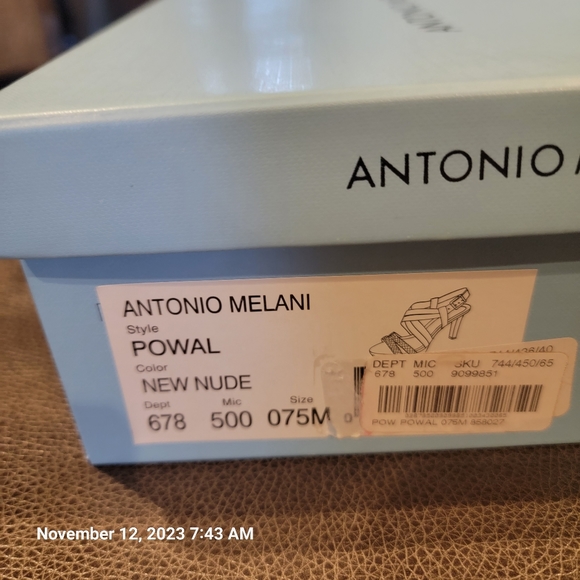 ANTONIO
ANTONIO MELANI
Style
POWAL
Color
NEW NUDE
Dept Mic Size
678 500 075M
DEPT MIC SKU 744/450/65
678 500 9099851
POW POWAL 075M 658027
November 12, 2023 7:43 AM